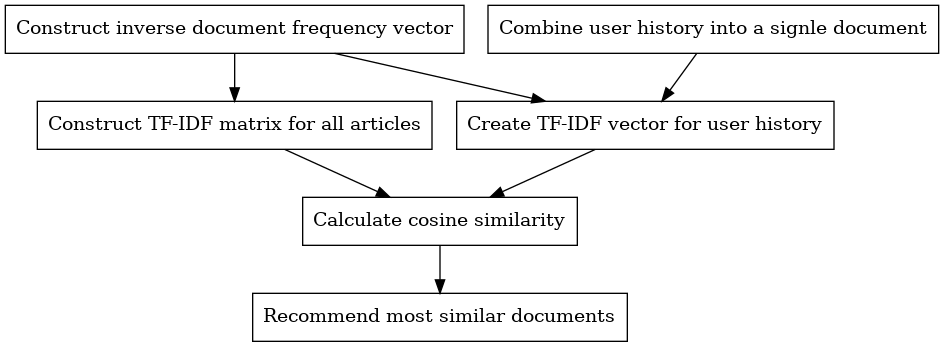 Construct inverse document frequency vector
Combine user history into a signle document
Construct TF-IDF matrix for all articles
Create TF-IDF vector for user history
Calculate cosine similarity
Recommend most similar documents